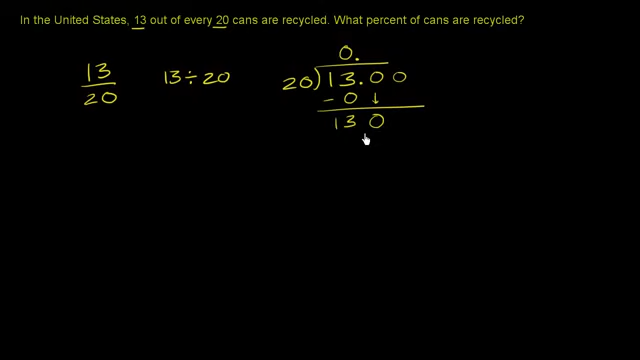 In the United States, 13 out of every 20 cans are recycled. What percent of cans are recycled?
0.
13/20 13 ÷ 20 20)13.00
- 0 ↓
130